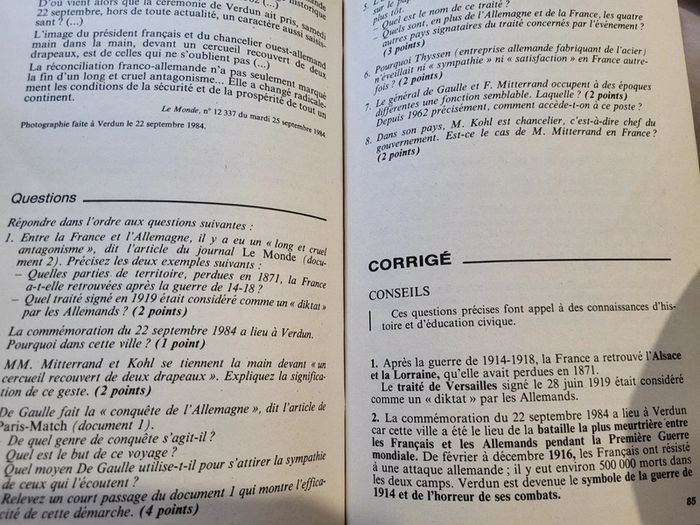 D'où vient alors que la cérémonie de Verdun ait pris, samedi
22 septembre, hors de toute actualité, un caractère aussi saisis-
sant ? (...)
L'image du président français et du chancelier ouest-allemand
main dans la main, devant un cercueil recouvert de deux
drapeaux, est de celles qui ne s'oublient pas (...)
La réconciliation franco-allemande n'a pas seulement marqué
la fin d'un long et cruel antagonisme... Elle a changé radicale-
ment les conditions de la sécurité et de la prospérité de tout un
continent.
Le Monde, n° 12 337 du mardi 25 septembre 1984.
Photographie faite à Verdun le 22 septembre 1984.
Questions
Répondre dans l'ordre aux questions suivantes :
1. Entre la France et l'Allemagne, il y a eu un « long et cruel
antagonisme », dit l'article du journal Le Monde (docu-
ment 2). Précisez les deux exemples suivants :
– Quelles parties de territoire, perdues en 1871, la France
a-t-elle retrouvées après la guerre de 14-18 ?
– Quel traité signé en 1919 était considéré comme un « diktat »
par les Allemands ? (2 points)
La commémoration du 22 septembre 1984 a lieu à Verdun.
Pourquoi dans cette ville ? (1 point)
MM. Mitterrand et Kohl se tiennent la main devant « un
cercueil recouvert de deux drapeaux ». Expliquez la significa-
tion de ce geste. (2 points)
De Gaulle fait la « conquête de l'Allemagne », dit l'article de
Paris-Match (document 1).
– De quel genre de conquête s'agit-il ?
Quel est le but de ce voyage ?
Quel moyen De Gaulle utilise-t-il pour s'attirer la sympathie
de ceux qui l'écoutent ?
Relevez un court passage du document 1 qui montre l'effica-
cité de cette démarche. (4 points)
plus tôt.
– Quel est le nom de ce traité ?
– Quels sont, en plus de l'Allemagne et de la France, les quatre
autres pays signataires du traité concernés par l'événement ?
(3 points)
6. Pourquoi Thyssen (entreprise allemande fabriquant de l'acier)
n'éveillait ni « sympathie » ni « satisfaction » en France autre-
fois ? (2 points)
7. Le général de Gaulle et F. Mitterrand occupent à des époques
différentes une fonction semblable. Laquelle ? (2 points)
Depuis 1962 précisément, comment accède-t-on à ce poste ?
8. Dans son pays, M. Kohl est chancelier, c'est-à-dire chef du
gouvernement. Est-ce le cas de M. Mitterrand en France ?
(2 points)
CORRIGÉ
CONSEILS
Ces questions précises font appel à des connaissances d'his-
toire et d'éducation civique.
1. Après la guerre de 1914-1918, la France a retrouvé l'Alsace
et la Lorraine, qu'elle avait perdues en 1871.
Le traité de Versailles signé le 28 juin 1919 était considéré
comme un « diktat » par les Allemands.
2. La commémoration du 22 septembre 1984 a lieu à Verdun
car cette ville a été le lieu de la bataille la plus meurtrière entre
les Français et les Allemands pendant la Première Guerre
mondiale. De février à décembre 1916, les Français ont résisté
à une attaque allemande ; il y eut environ 500 000 morts dans
les deux camps. Verdun est devenue le symbole de la guerre de
1914 et de l'horreur de ses combats.
85